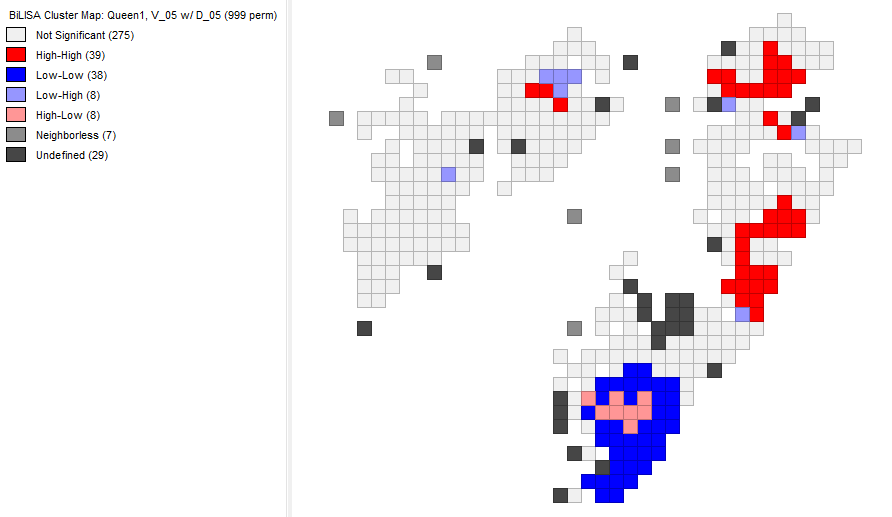 BiLISA Cluster Map: Queen1, V_05 w/ D_05 (999 perm)
Not Significant (275)
High-High (39)
Low-Low (38)
Low-High (8)
High-Low (8)
Neighborless (7)
Undefined (29)